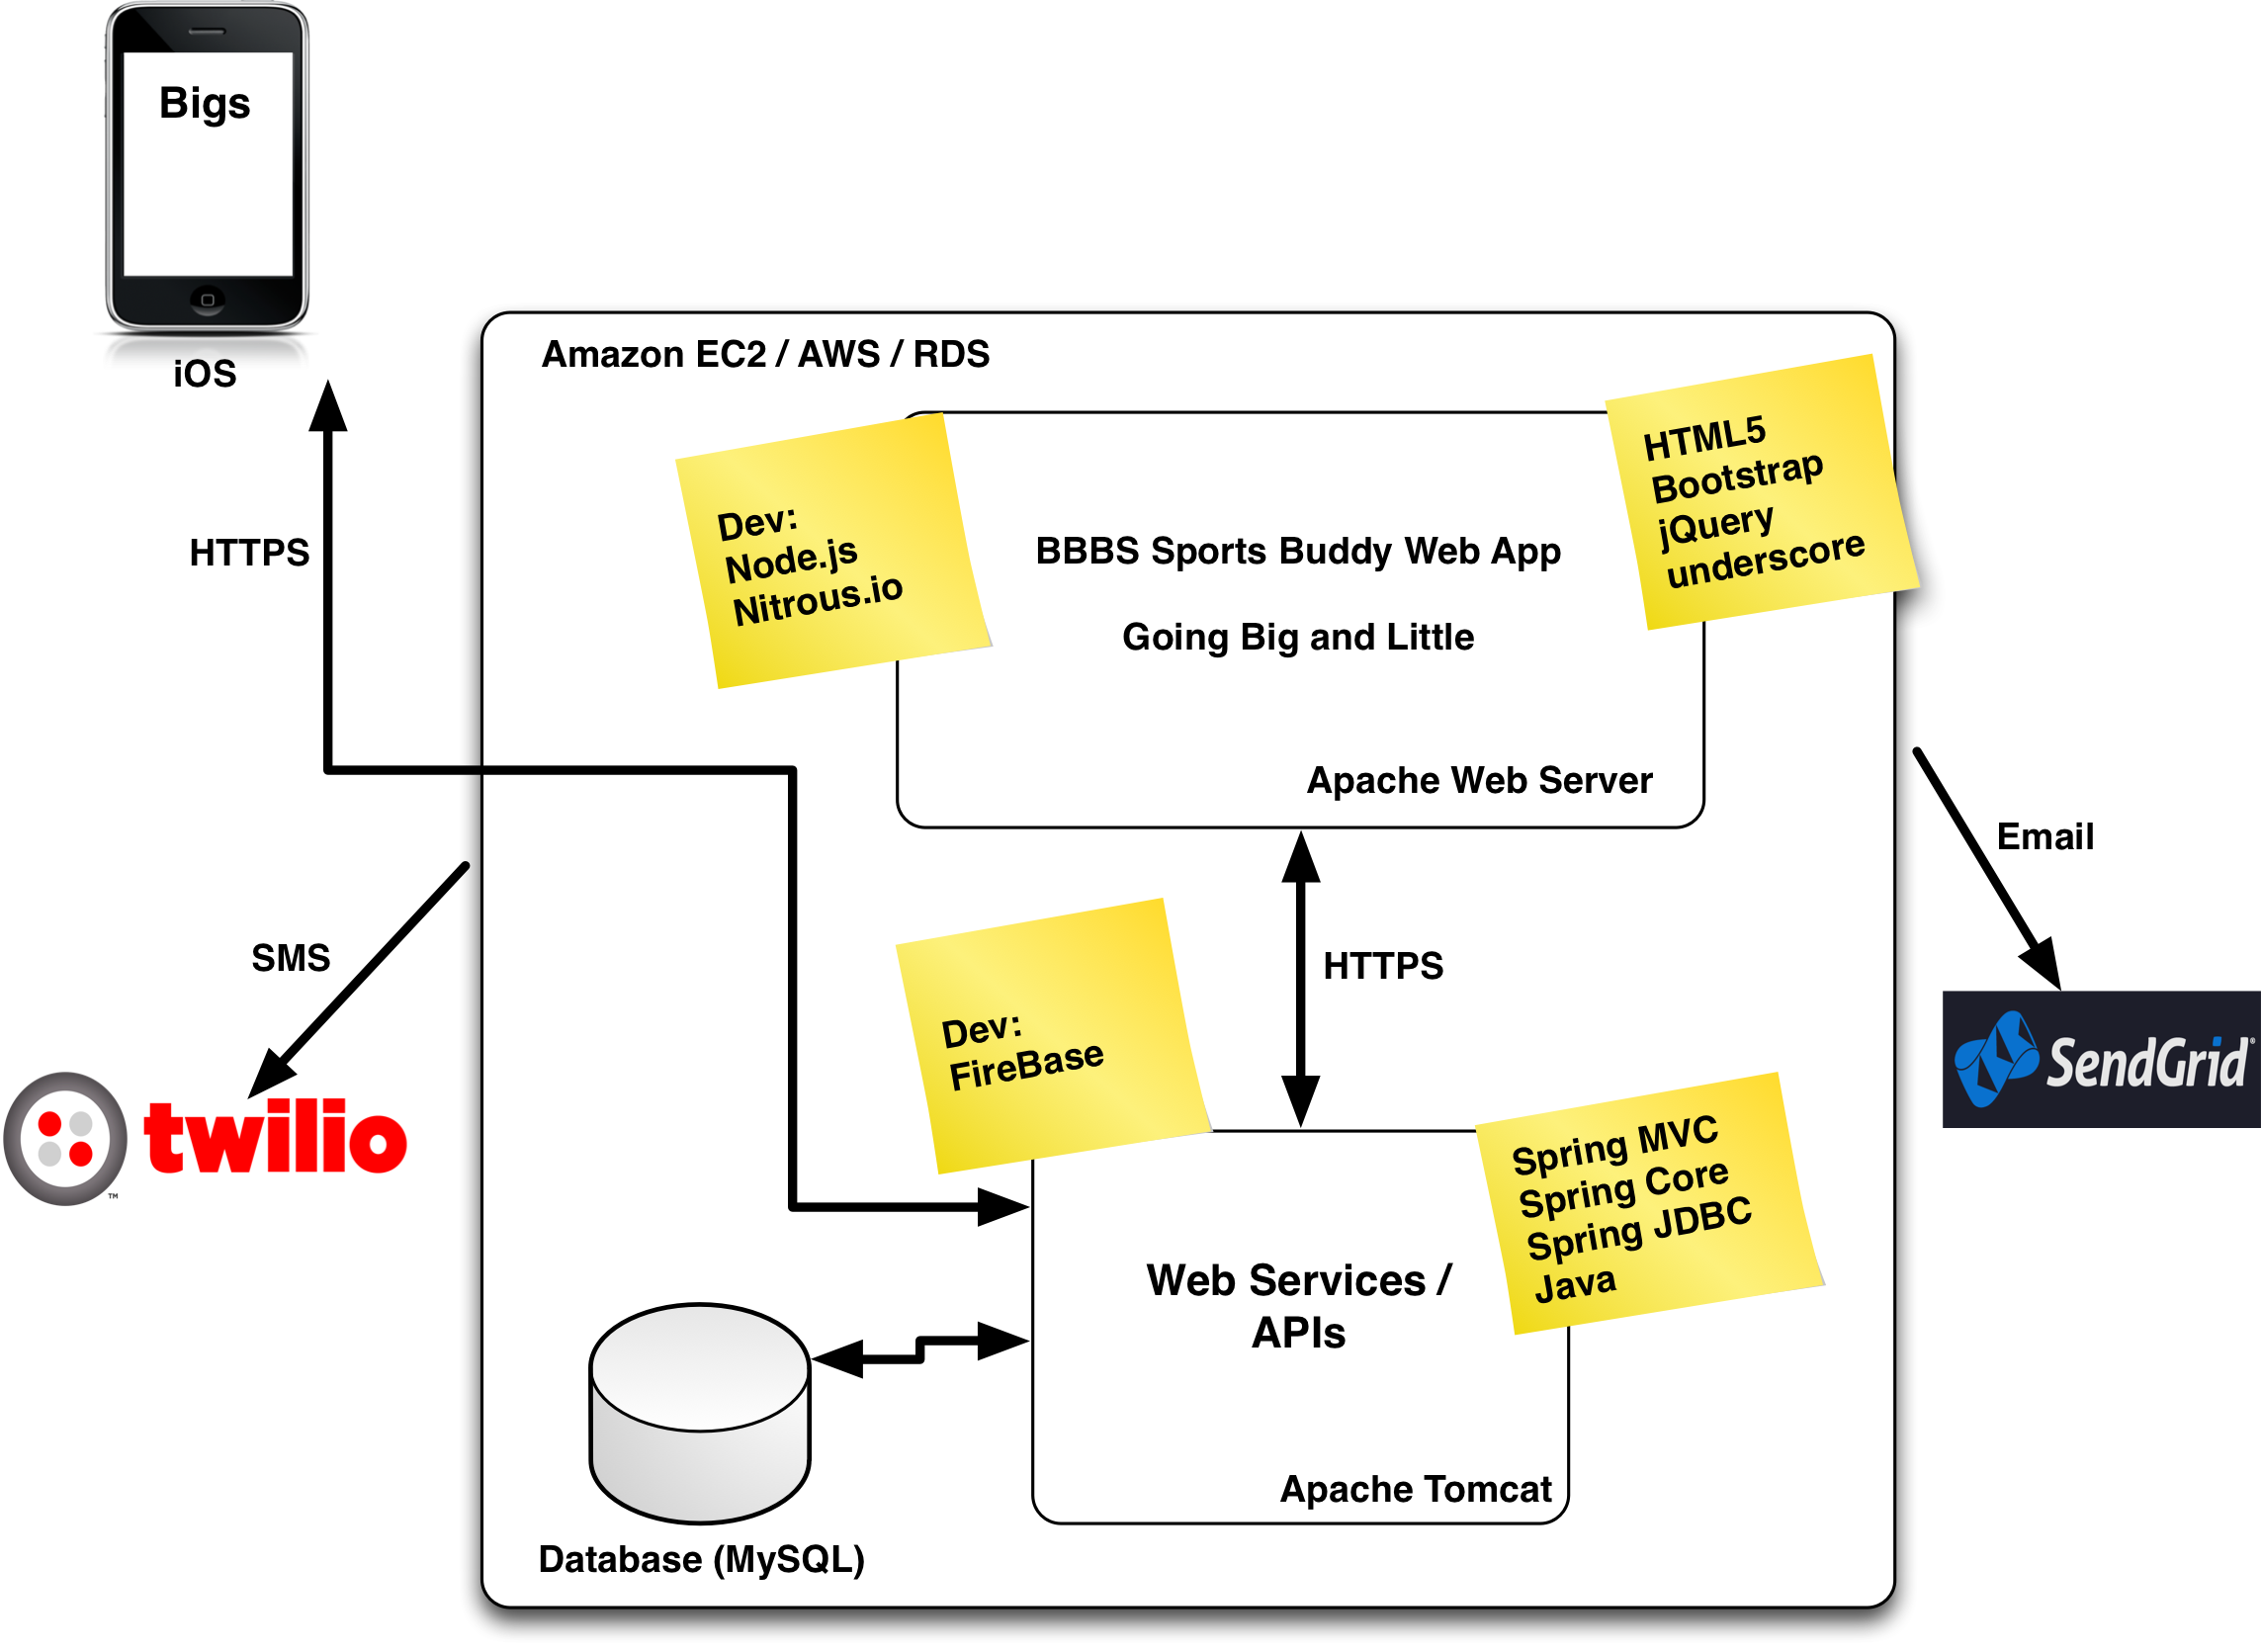 Bigs
iOS
Amazon EC2 / AWS / RDS
HTML5
Bootstrap
jQuery
underscore
Dev:
Node.js
Nitrous.io
BBBS Sports Buddy Web App
Going Big and Little
Apache Web Server
HTTPS
Email
SMS
HTTPS
Dev:
FireBase
twilio
TM
SendGrid®
Spring MVC
Spring Core
Spring JDBC
Java
Web Services /
APIs
Apache Tomcat
Database (MySQL)